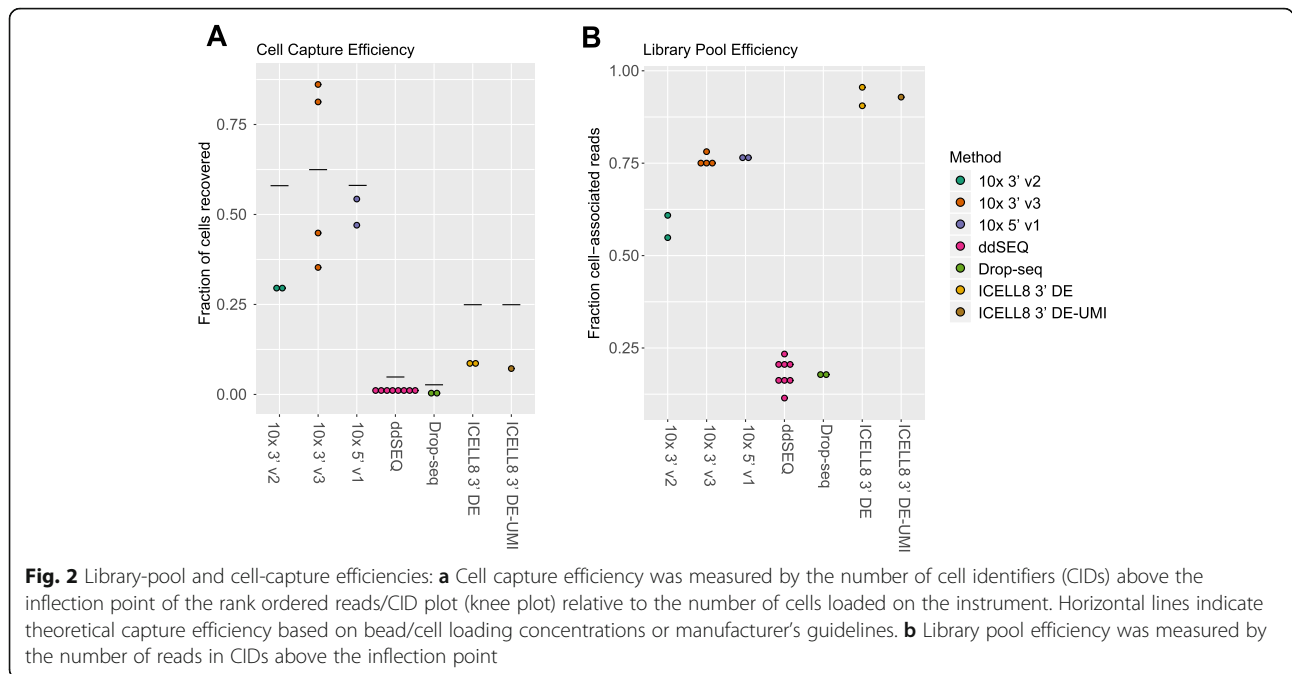 A
Cell Capture Efficiency
Fraction of cells recovered
0.75
0.50
0.25
0.00
10x 3' v2
10x 3' v3
10x 5' v1
ddSEQ
Drop-seq
ICELL8 3' DE
ICELL8 3' DE-UMI
B
Library Pool Efficiency
Fraction cell−associated reads
1.00
0.75
0.50
0.25
10x 3' v2
10x 3' v3
10x 5' v1
ddSEQ
Drop-seq
ICELL8 3' DE
ICELL8 3' DE-UMI
Method
10x 3' v2
10x 3' v3
10x 5' v1
ddSEQ
Drop-seq
ICELL8 3' DE
ICELL8 3' DE-UMI
Fig. 2 Library-pool and cell-capture efficiencies: a Cell capture efficiency was measured by the number of cell identifiers (CIDs) above the
inflection point of the rank ordered reads/CID plot (knee plot) relative to the number of cells loaded on the instrument. Horizontal lines indicate
theoretical capture efficiency based on bead/cell loading concentrations or manufacturer's guidelines. b Library pool efficiency was measured by
the number of reads in CIDs above the inflection point